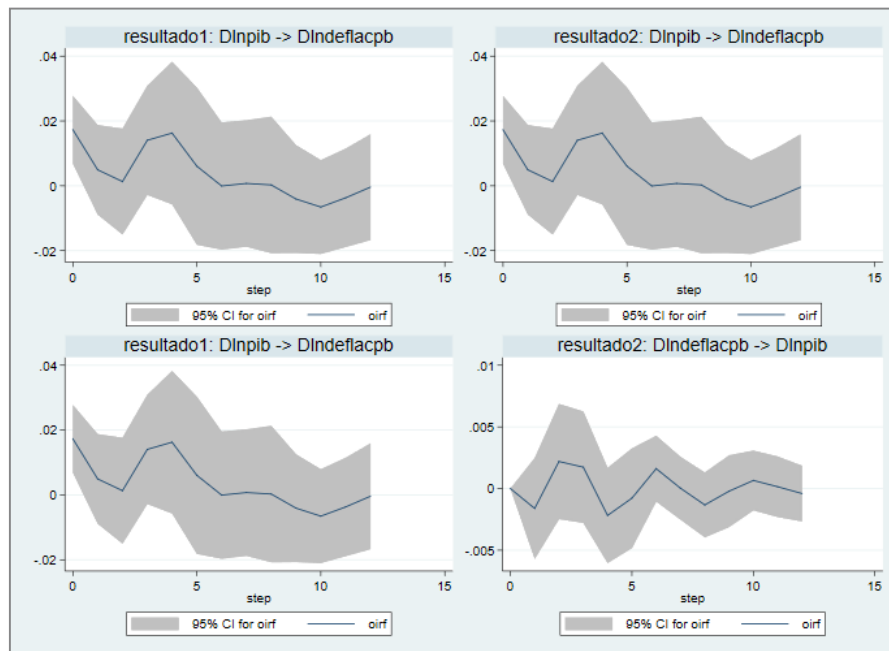 resultado1: Dlnpib -> Dlndeflacpb
.04
.02
0
-.02
0
5
10
15
step
95% CI for oirf
oirf
resultado2: Dlnpib -> Dlndeflacpb
.04
.02
0
-.02
0
5
10
15
step
95% CI for oirf
oirf
resultado1: Dlnpib -> Dlndeflacpb
.04
.02
0
-.02
0
5
10
15
step
95% CI for oirf
oirf
resultado2: Dlndeflacpb -> Dlnpib
.01
.005
0
-.005
0
5
10
15
step
95% CI for oirf
oirf